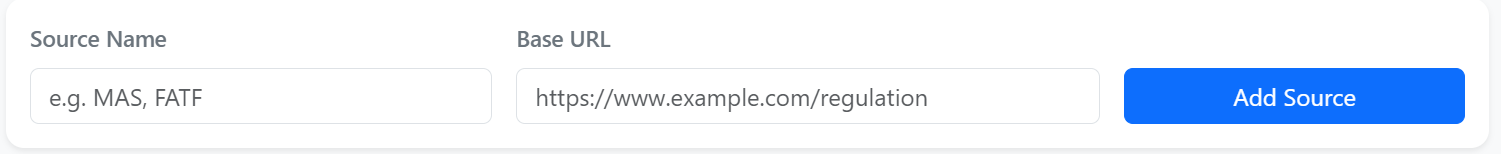 Source Name
Base URL
e.g. MAS, FATF
https://www.example.com/regulation
Add Source